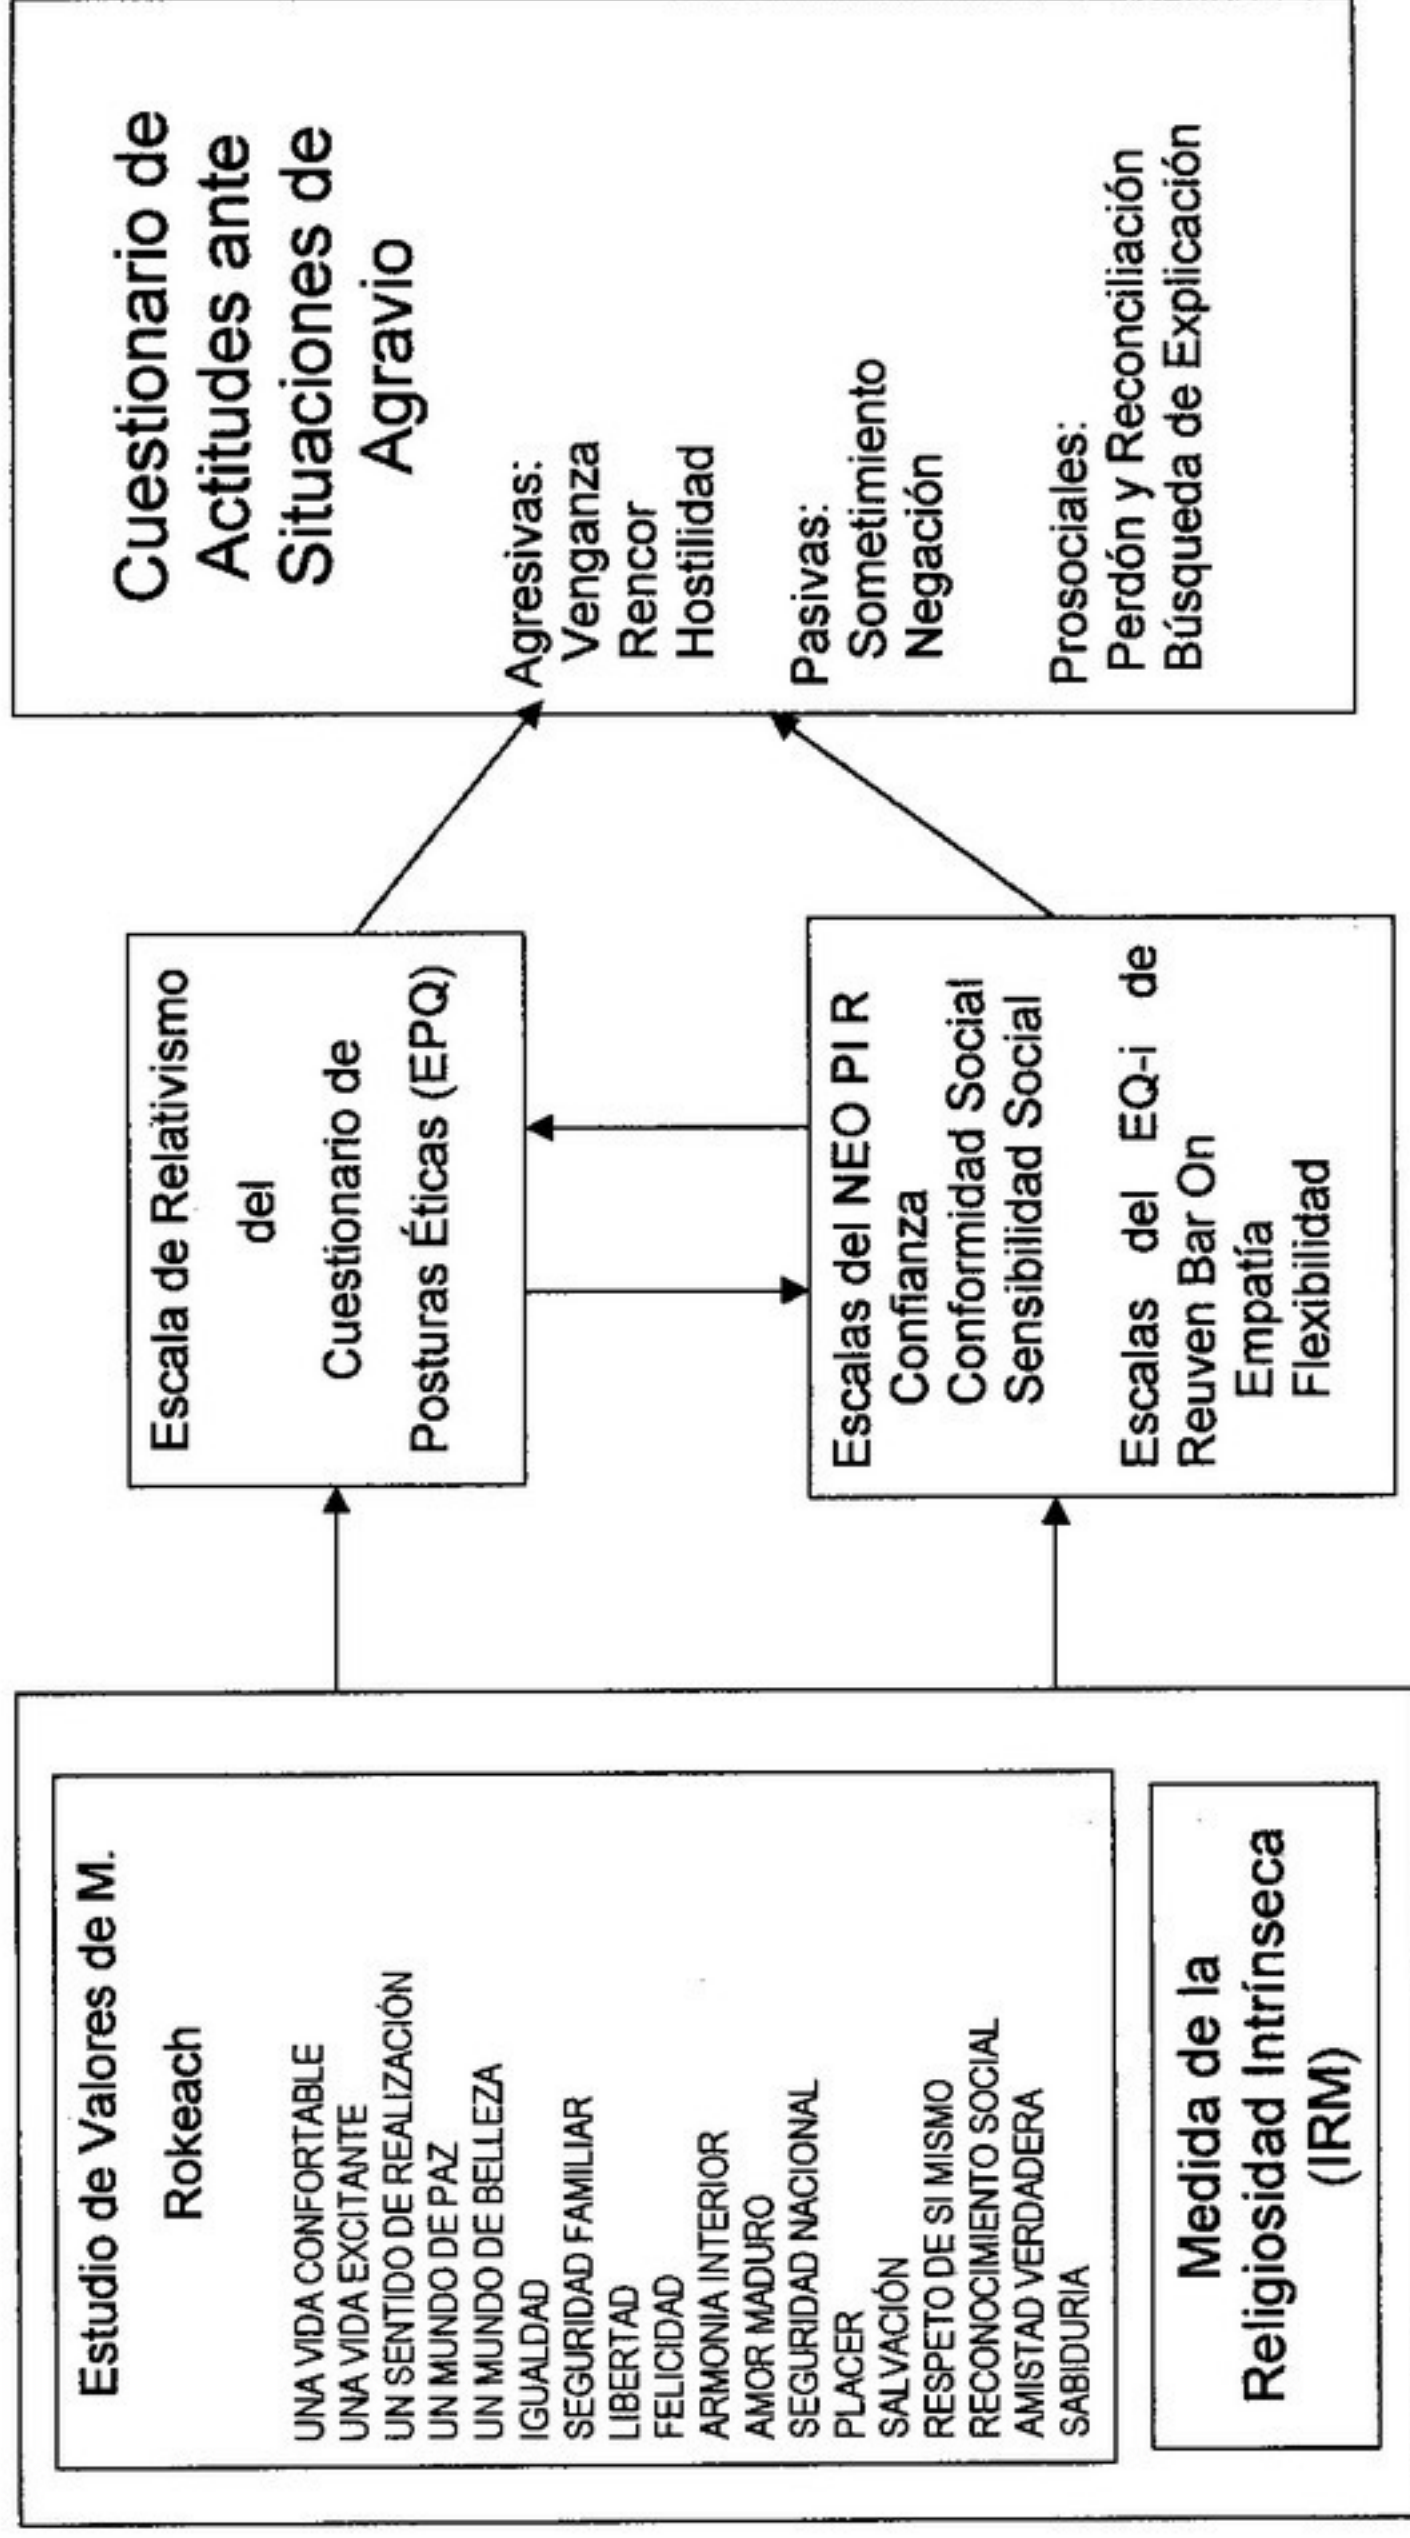 Estudio de Valores de M.
Rokeach
UNA VIDA CONFORTABLE
UNA VIDA EXCITANTE
UN SENTIDO DE REALIZACIÓN
UN MUNDO DE PAZ
UN MUNDO DE BELLEZA
IGUALDAD
SEGURIDAD FAMILIAR
LIBERTAD
FELICIDAD
ARMONIA INTERIOR
AMOR MADURO
SEGURIDAD NACIONAL
PLACER
SALVACIÓN
RESPETO DE SI MISMO
RECONOCIMIENTO SOCIAL
AMISTAD VERDADERA
SABIDURIA
Medida de la
Religiosidad Intrínseca
(IRM)
Escala de Relativismo
del
Cuestionario de
Posturas Éticas (EPQ)
Escalas del NEO PI R
Confianza
Conformidad Social
Sensibilidad Social
Escalas del EQ-i de
Reuven Bar On
Empatía
Flexibilidad
Cuestionario de
Actitudes ante
Situaciones de
Agravio
Agresivas:
Venganza
Rencor
Hostilidad
Pasivas:
Sometimiento
Negación
Prosociales:
Perdón y Reconciliación
Búsqueda de Explicación